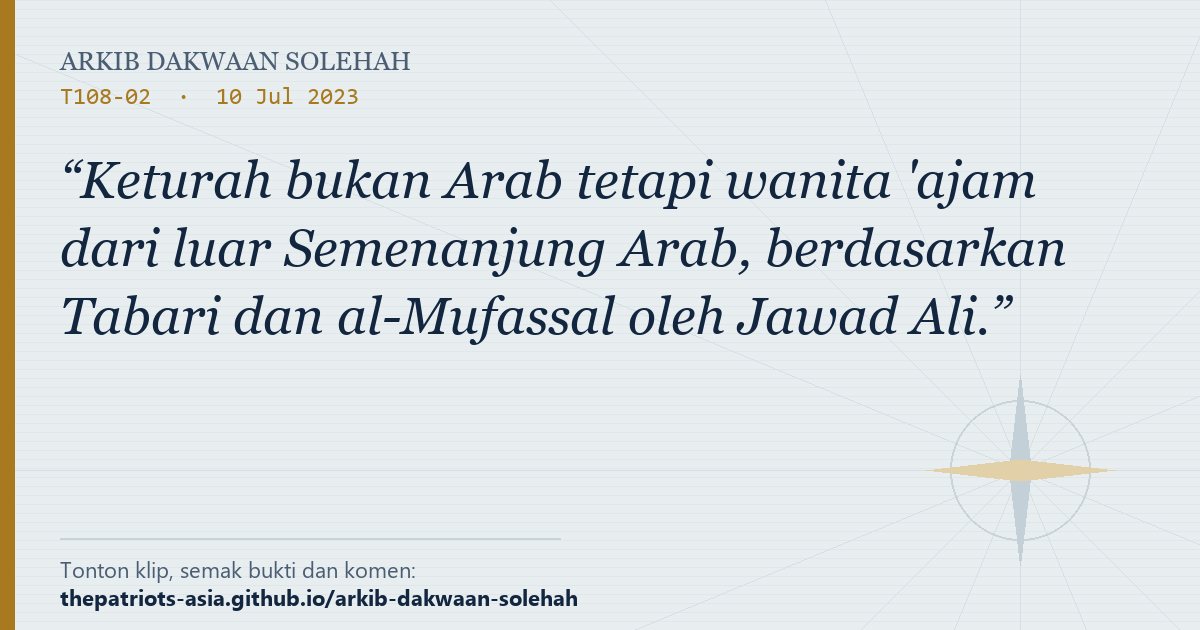 ARKIB DAKWAAN SOLEHAH
T108-02 · 10 Jul 2023
“Keturah bukan Arab tetapi wanita 'ajam
dari luar Semenanjung Arab, berdasarkan
Tabari dan al-Mufassal oleh Jawad Ali.”
Tonton klip, semak bukti dan komen:
thepatriots-asia.github.io/arkib-dakwaan-solehah